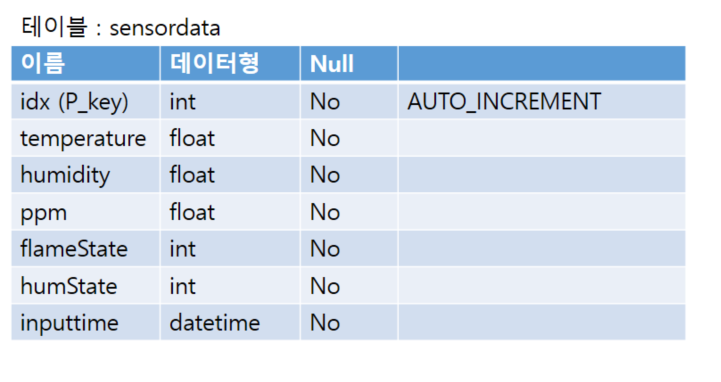 테이블 : sensordata
이름 데이터형 Null
idx (P_key) int No AUTO_INCREMENT
temperature float No
humidity float No
ppm float No
flameState int No
humState int No
inputtime datetime No